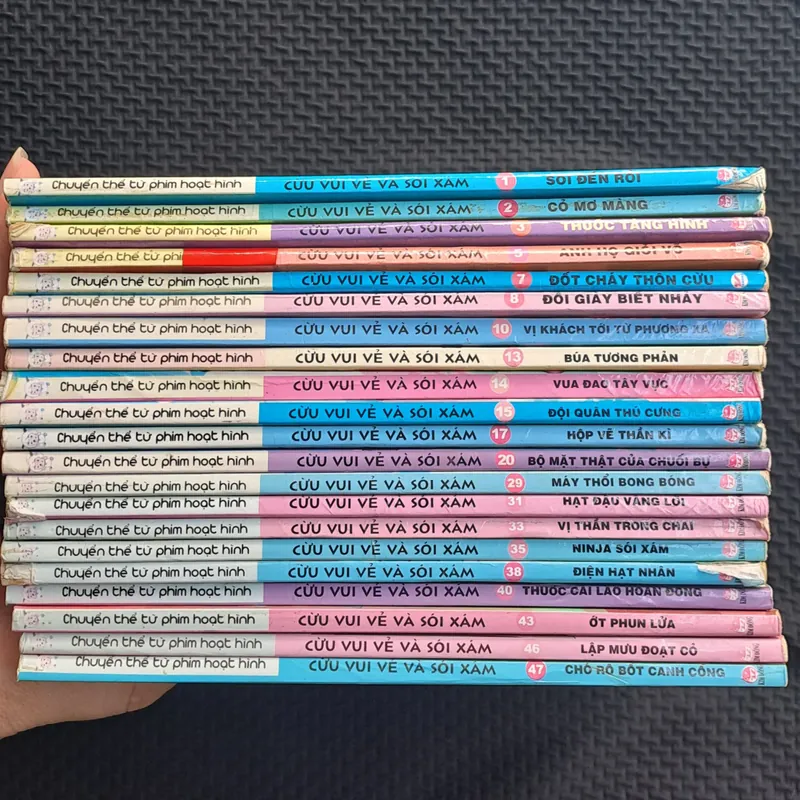 Chuyển thể từ phim hoạt hình CỪU VUI VẺ VÀ SÓI XÁM 1 SÓI ĐẾN RỒI
Chuyển thể từ phim hoạt hình CỪU VUI VẺ VÀ SÓI XÁM 2 CỎ MƠ MÀNG
Chuyển thể từ phim hoạt hình CỪU VUI VẺ VÀ SÓI XÁM 3 THUỐC TÀNG HÌNH
Chuyển thể từ phim CỪU VUI VẺ VÀ SÓI XÁM 5 ANH HỌ GIỎI VÕ
Chuyển thể từ phim hoạt hình CỪU VUI VẺ VÀ SÓI XÁM 7 ĐỐT CHÁY THÔN CỪU
Chuyển thể từ phim hoạt hình CỪU VUI VẺ VÀ SÓI XÁM 8 ĐÔI GIÀY BIẾT NHẢY
Chuyển thể từ phim hoạt hình CỪU VUI VẺ VÀ SÓI XÁM 10 VỊ KHÁCH TỚI TỪ PHƯƠNG XA
Chuyển thể từ phim hoạt hình CỪU VUI VẺ VÀ SÓI XÁM 13 BÚA TƯƠNG PHẢN
Chuyển thể từ phim hoạt hình CỪU VUI VẺ VÀ SÓI XÁM 14 VUA ĐAO TÂY VỰC
Chuyển thể từ phim hoạt hình CỪU VUI VẺ VÀ SÓI XÁM 15 ĐỘI QUÂN THÚ CƯNG
Chuyển thể từ phim hoạt hình CỪU VUI VẺ VÀ SÓI XÁM 17 HỘP VẼ THẦN KÌ
Chuyển thể từ phim hoạt hình CỪU VUI VẺ VÀ SÓI XÁM 20 BỘ MẶT THẬT CỦA CHUỐI BỰ
Chuyển thể từ phim hoạt hình CỪU VUI VẺ VÀ SÓI XÁM 29 MÁY THỔI BONG BÓNG
Chuyển thể từ phim hoạt hình CỪU VUI VẺ VÀ SÓI XÁM 31 HẠT ĐẬU VÂNG LỜI
Chuyển thể từ phim hoạt hình CỪU VUI VẺ VÀ SÓI XÁM 33 VỊ THẦN TRONG CHAI
Chuyển thể từ phim hoạt hình CỪU VUI VẺ VÀ SÓI XÁM 35 NINJA SÓI XÁM
Chuyển thể từ phim hoạt hình CỪU VUI VẺ VÀ SÓI XÁM 38 ĐIỆN HẠT NHÂN
Chuyển thể từ phim hoạt hình CỪU VUI VẺ VÀ SÓI XÁM 40 THUỐC CẢI LÃO HOÀN ĐỒNG
Chuyển thể từ phim hoạt hình CỪU VUI VẺ VÀ SÓI XÁM 43 ỚT PHUN LỬA
Chuyển thể từ phim hoạt hình CỪU VUI VẺ VÀ SÓI XÁM 46 LẬP MƯU ĐOẠT CỎ
Chuyển thể từ phim hoạt hình CỪU VUI VẺ VÀ SÓI XÁM 47 CHÓ RÔ BỐT CANH CỔNG